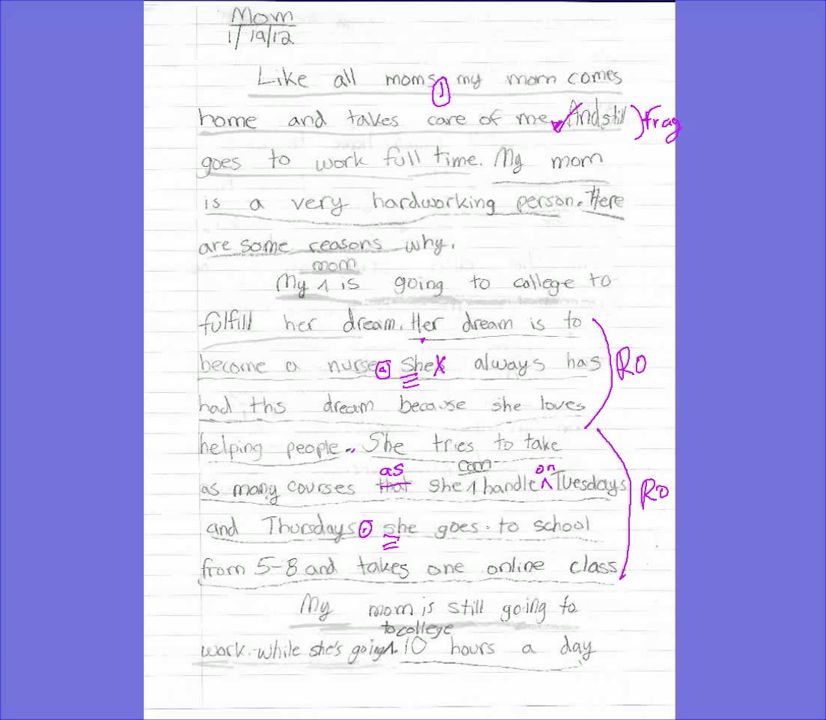 Mom
1/19/12
Like all moms, my mom comes
home and takes care of me. And still } frag
goes to work full time. My mom
is a very hardworking person. Here
are some reasons why.
mom
My ^ is going to college to
fulfill her dream. Her dream is to
become a nurse. She always has RO
had this dream because she loves
helping people. She tries to take
as can on
as many courses that she ^ handle ^ Tuesdays
and Thursdays. she goes to school RO
from 5-8 and takes one online class
My mom is still going to
to college
work while she's going ^ 10 hours a day